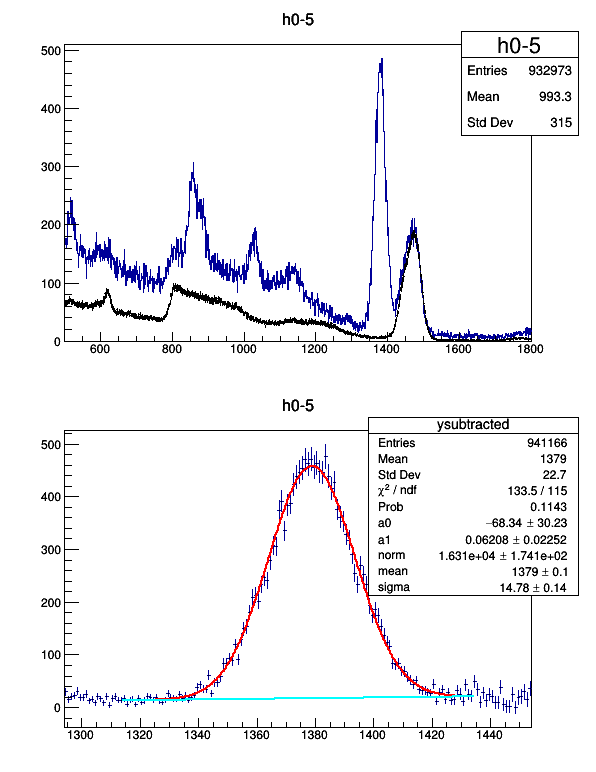 h0-5
h0-5
Entries 932973
Mean 993.3
Std Dev 315
500
400
300
200
100
0
600 800 1000 1200 1400 1600 1800
h0-5
ysubtracted
Entries 941166
Mean 1379
Std Dev 22.7
χ² / ndf 133.5 / 115
Prob 0.1143
a0 −68.34 ± 30.23
a1 0.06208 ± 0.02252
norm 1.631e+04 ± 1.741e+02
mean 1379 ± 0.1
sigma 14.78 ± 0.14
500
400
300
200
100
0
1300 1320 1340 1360 1380 1400 1420 1440